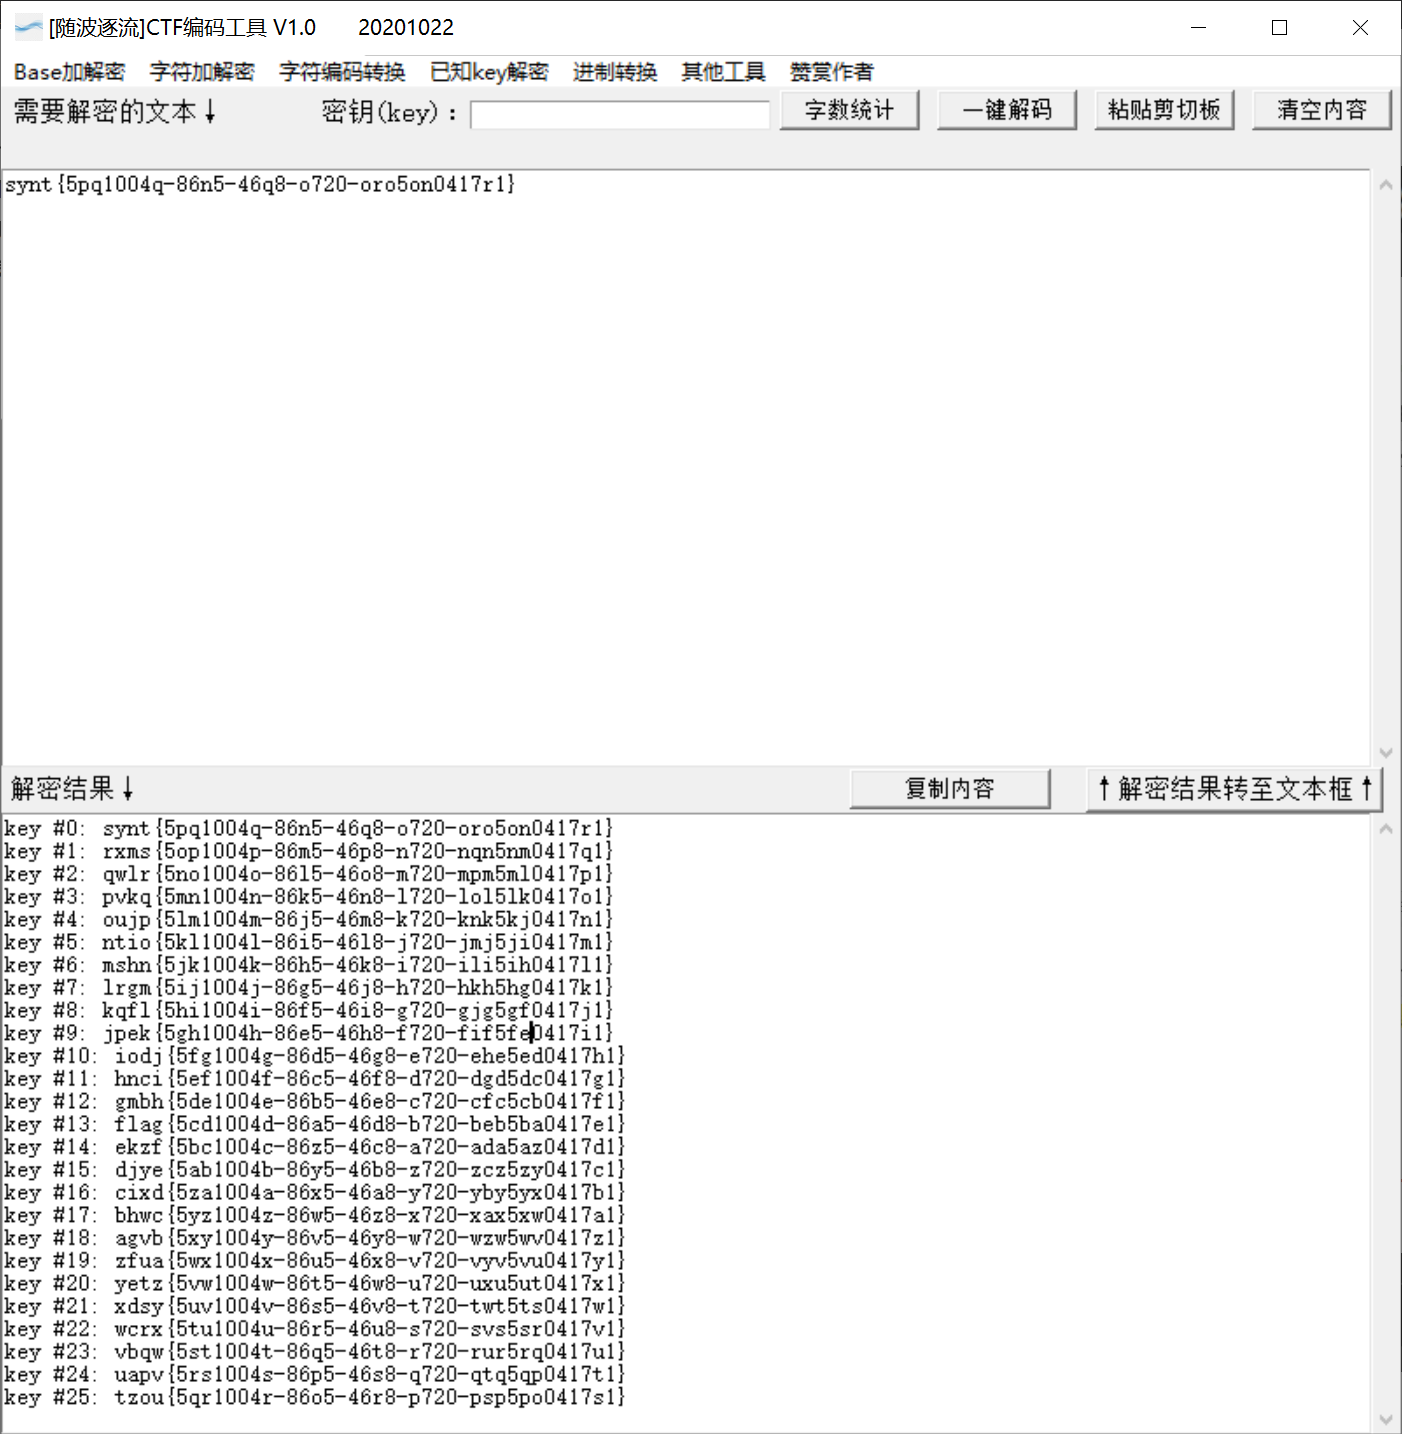 [随波逐流]CTF编码工具 V1.0 20201022
Base加解密 字符加解密 字符编码转换 已知key解密 进制转换 其他工具 赞赏作者
需要解密的文本↓ 密钥(key)： 字数统计 一键解码 粘贴剪切板 清空内容
synt{5pq1004q-86n5-46q8-o720-oro5on0417r1}
解密结果↓ 复制内容 ↑解密结果转至文本框↑
key #0: synt{5pq1004q-86n5-46q8-o720-oro5on0417r1}
key #1: rxms{5op1004p-86m5-46p8-n720-nqn5nm0417q1}
key #2: qwlr{5no1004o-86l5-46o8-m720-mpm5ml0417p1}
key #3: pvkq{5mn1004n-86k5-46n8-l720-lol5lk0417o1}
key #4: oujp{5lm1004m-86j5-46m8-k720-knk5kj0417n1}
key #5: ntio{5kl1004l-86i5-46l8-j720-jmj5ji0417m1}
key #6: mshn{5jk1004k-86h5-46k8-i720-ili5ih0417l1}
key #7: lrgm{5ij1004j-86g5-46j8-h720-hkh5hg0417k1}
key #8: kqfl{5hi1004i-86f5-46i8-g720-gjg5gf0417j1}
key #9: jpek{5gh1004h-86e5-46h8-f720-fif5fe0417i1}
key #10: iodj{5fg1004g-86d5-46g8-e720-ehe5ed0417h1}
key #11: hnci{5ef1004f-86c5-46f8-d720-dgd5dc0417g1}
key #12: gmbh{5de1004e-86b5-46e8-c720-cfc5cb0417f1}
key #13: flag{5cd1004d-86a5-46d8-b720-beb5ba0417e1}
key #14: ekzf{5bc1004c-86z5-46c8-a720-ada5az0417d1}
key #15: djye{5ab1004b-86y5-46b8-z720-zcz5zy0417c1}
key #16: cixd{5za1004a-86x5-46a8-y720-yby5yx0417b1}
key #17: bhwc{5yz1004z-86w5-46z8-x720-xax5xw0417a1}
key #18: agvb{5xy1004y-86v5-46y8-w720-wzw5wv0417z1}
key #19: zfua{5wx1004x-86u5-46x8-v720-vyv5vu0417y1}
key #20: yetz{5vw1004w-86t5-46w8-u720-uxu5ut0417x1}
key #21: xdsy{5uv1004v-86s5-46v8-t720-twt5ts0417w1}
key #22: wcrx{5tu1004u-86r5-46u8-s720-svs5sr0417v1}
key #23: vbqw{5st1004t-86q5-46t8-r720-rur5rq0417u1}
key #24: uapv{5rs1004s-86p5-46s8-q720-qtq5qp0417t1}
key #25: tzou{5qr1004r-86o5-46r8-p720-psp5po0417s1}